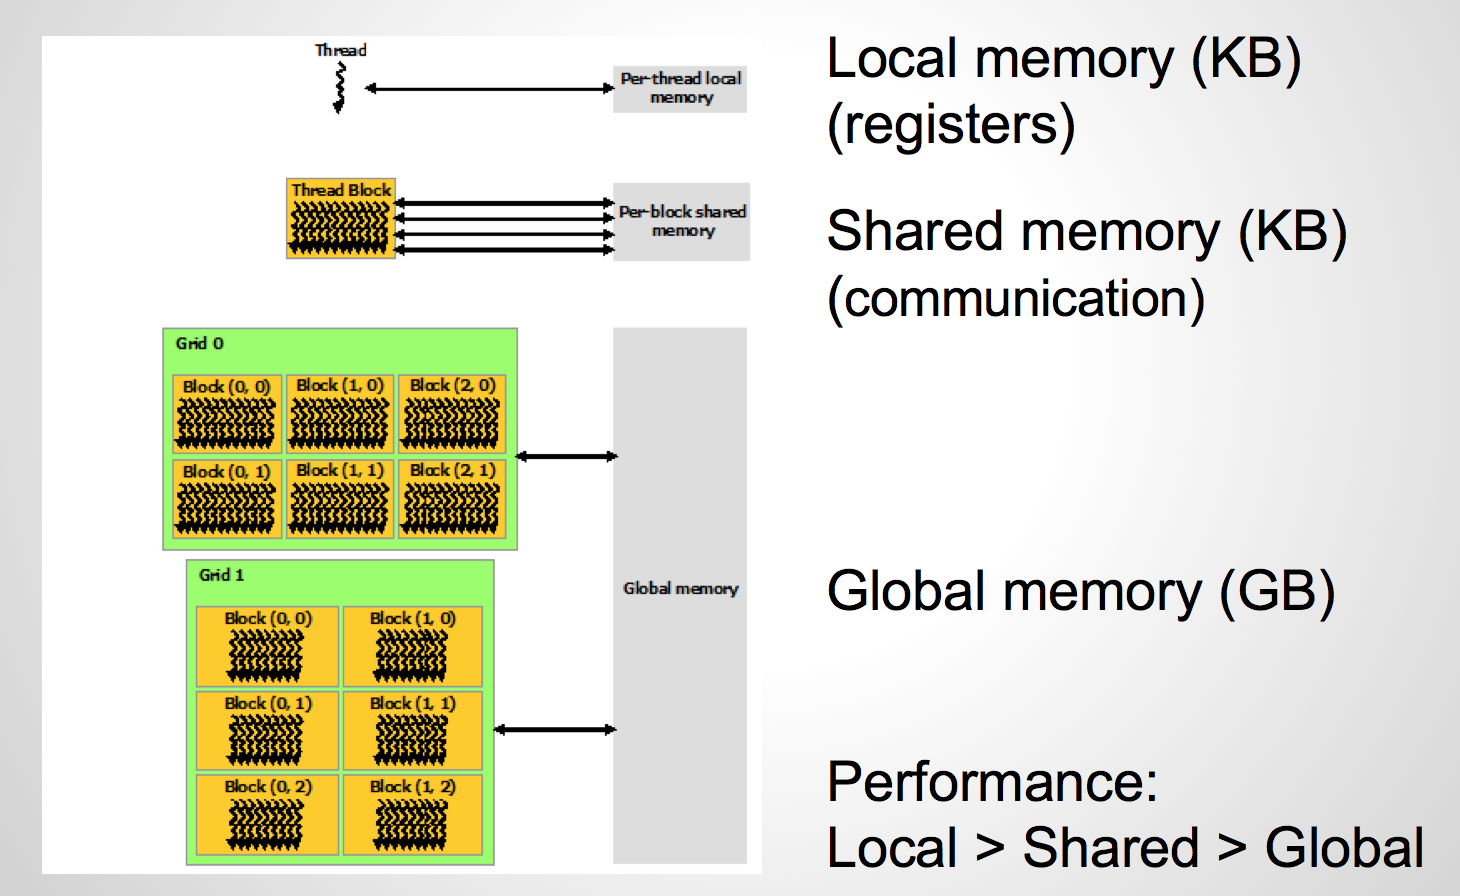 Thread
Per-thread local
memory
Local memory (KB)
(registers)
Thread Block
Per-block shared
memory
Shared memory (KB)
(communication)
Grid 0
Block (0, 0) Block (1, 0) Block (2, 0)
Block (0, 1) Block (1, 1) Block (2, 1)
Grid 1
Global memory
Global memory (GB)
Block (0, 0) Block (1, 0)
Block (0, 1) Block (1, 1)
Block (0, 2) Block (1, 2)
Performance:
Local > Shared > Global